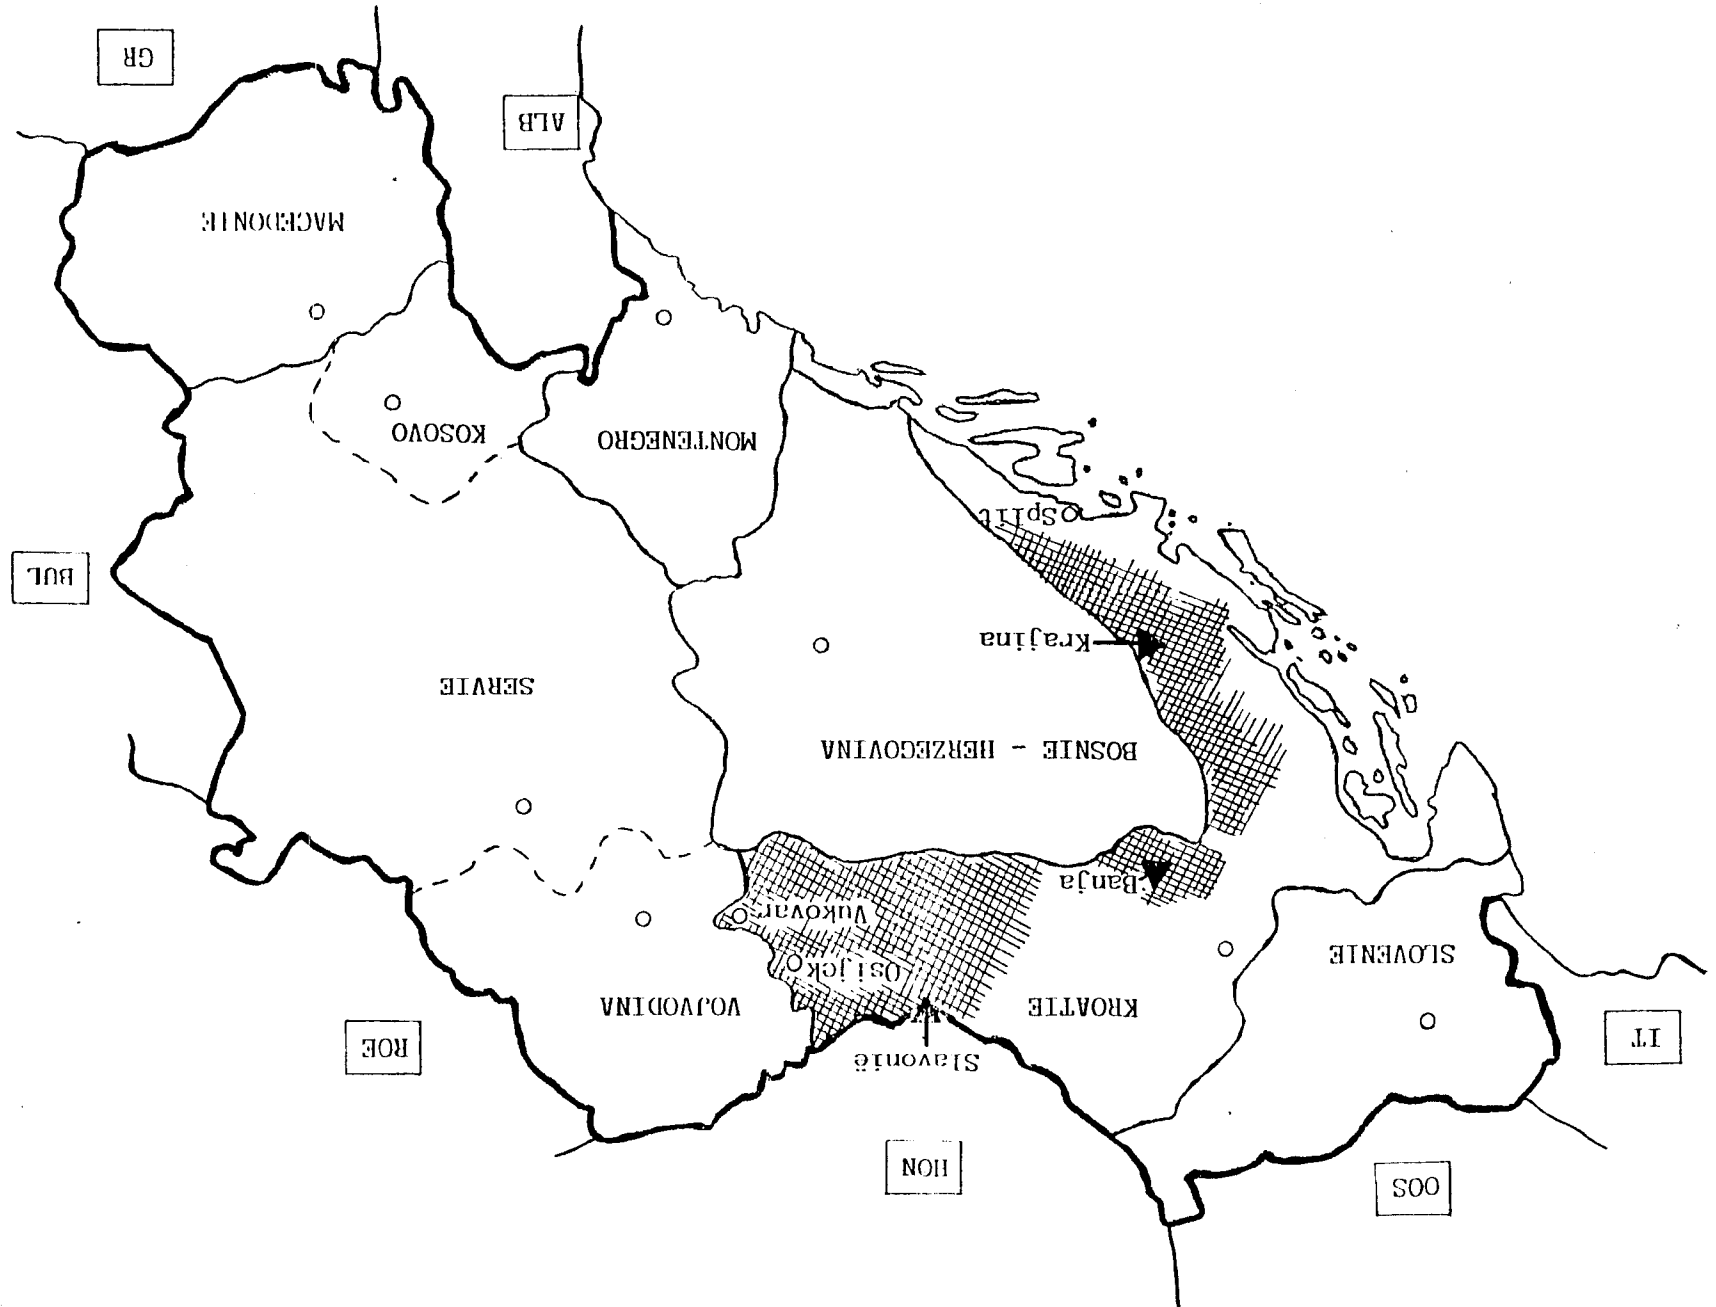 OOS
HON
IT
Slavonië
ROE
SLOVENIE
KROATIE
VOJVODINA
Osijek
Vukovar
Banja
BOSNIE - HERZEGOVINA
SERVIE
Krajina
BUL
Split
MONTENEGRO
KOSOVO
MACEDONIE
ALB
GR